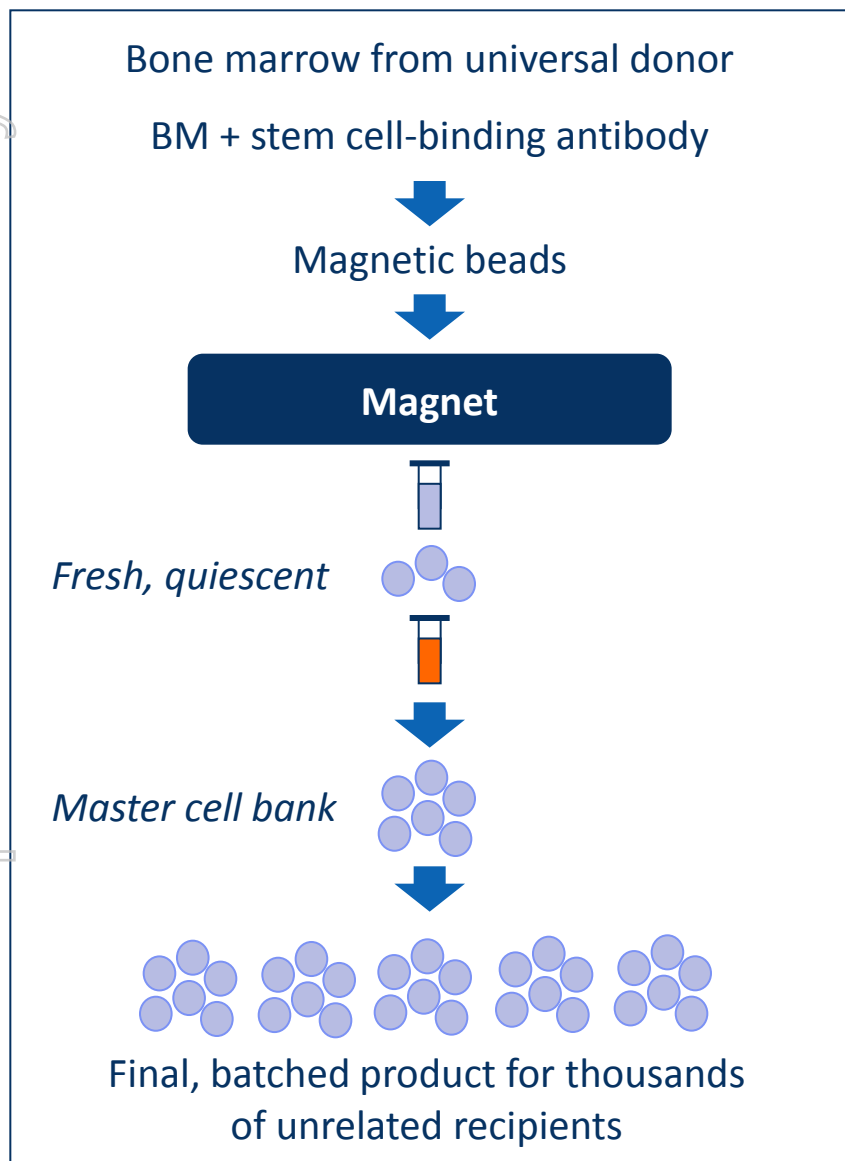 Bone marrow from universal donor
BM + stem cell-binding antibody
Magnetic beads
Magnet
Fresh, quiescent
Master cell bank
Final, batched product for thousands
of unrelated recipients